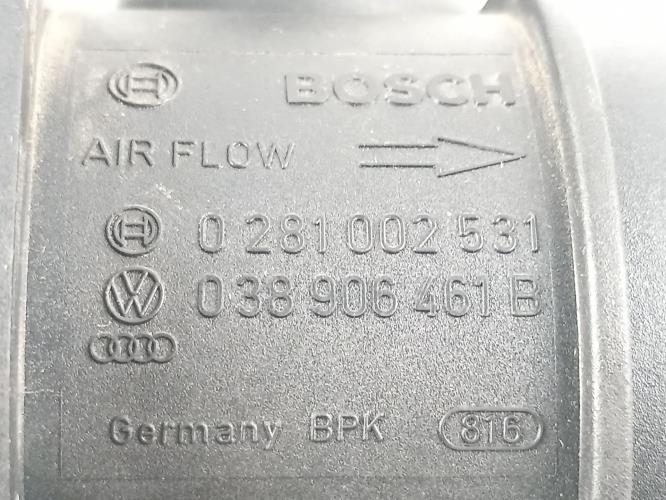 BOSCH
AIR FLOW
0 281 002 531
038 906 461 B
Germany BPK 816